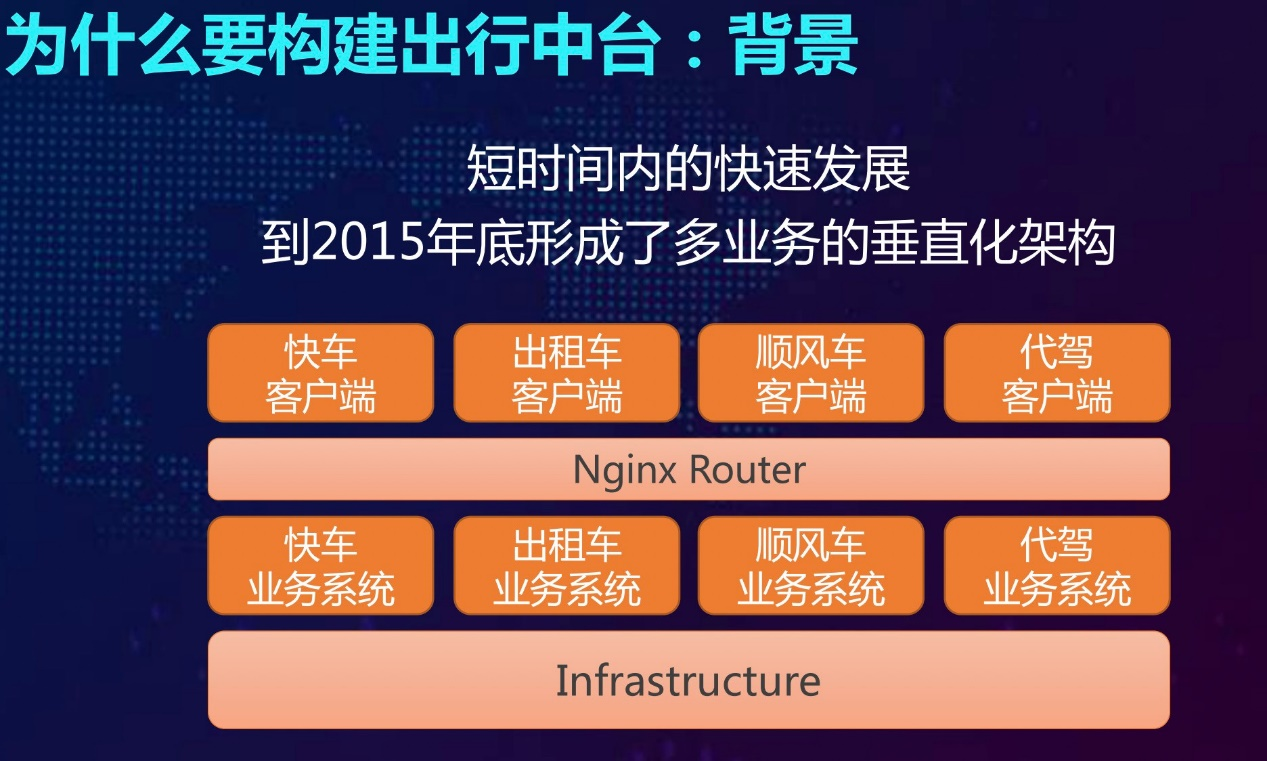 为什么要构建出行中台：背景
短时间内的快速发展
到2015年底形成了多业务的垂直化架构
快车
客户端
出租车
客户端
顺风车
客户端
代驾
客户端
Nginx Router
快车
业务系统
出租车
业务系统
顺风车
业务系统
代驾
业务系统
Infrastructure